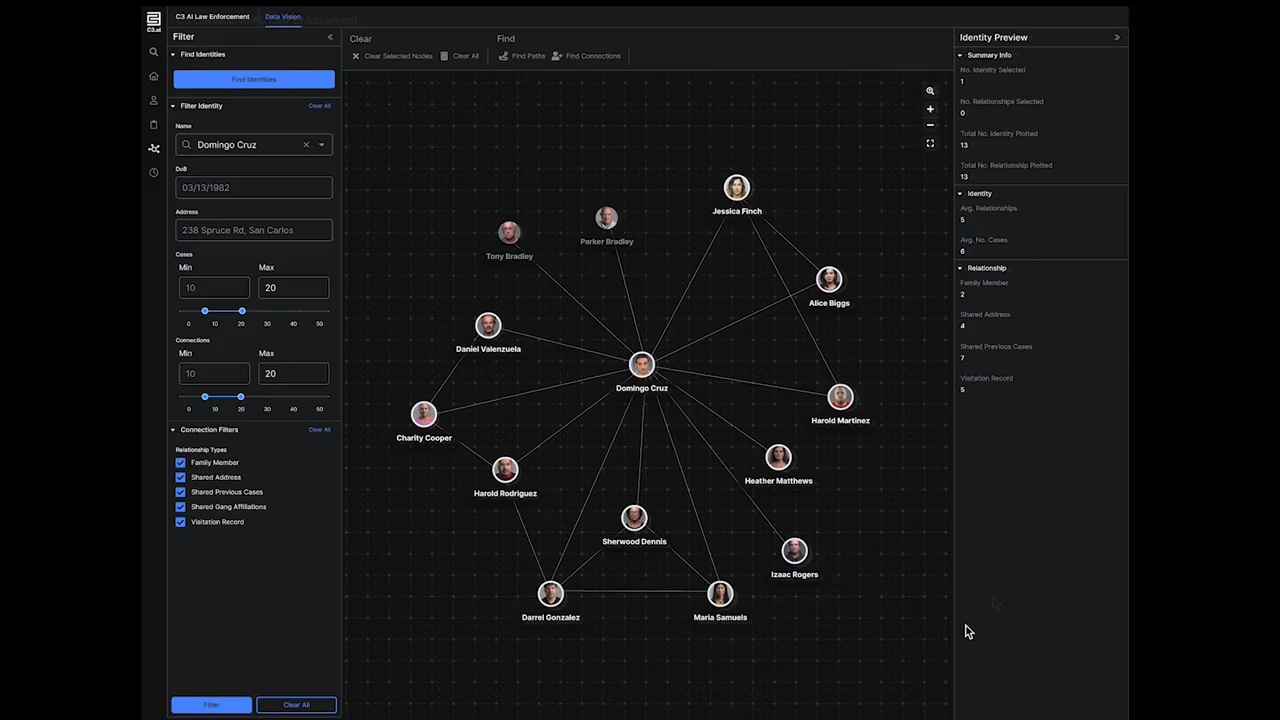 C3.ai
C3 AI Law Enforcement
Data Vision
Filter
Find Identities
Find Identities
Filter Identity
Clear All
Name
Domingo Cruz
DoB
03/13/1982
Address
238 Spruce Rd, San Carlos
Cases
Min Max
10 20
0 10 20 30 40 50
Connections
Min Max
10 20
0 10 20 30 40 50
Connection Filters
Clear All
Relationship Types
Family Member
Shared Address
Shared Previous Cases
Shared Gang Affiliations
Visitation Record
Filter
Clear All
Clear
Clear Selected Nodes
Clear All
Find
Find Paths
Find Connections
Jessica Finch
Parker Bradley
Tony Bradley
Alice Biggs
Daniel Valenzuela
Domingo Cruz
Harold Martinez
Charity Cooper
Heather Matthews
Harold Rodriguez
Sherwood Dennis
Izaac Rogers
Darrel Gonzalez
Maria Samuels
Identity Preview
Summary Info
No. Identity Selected
1
No. Relationships Selected
0
Total No. Identity Plotted
13
Total No. Relationship Plotted
13
Identity
Avg. Relationships
5
Avg. No. Cases
6
Relationship
Family Member
2
Shared Address
4
Shared Previous Cases
7
Visitation Record
5